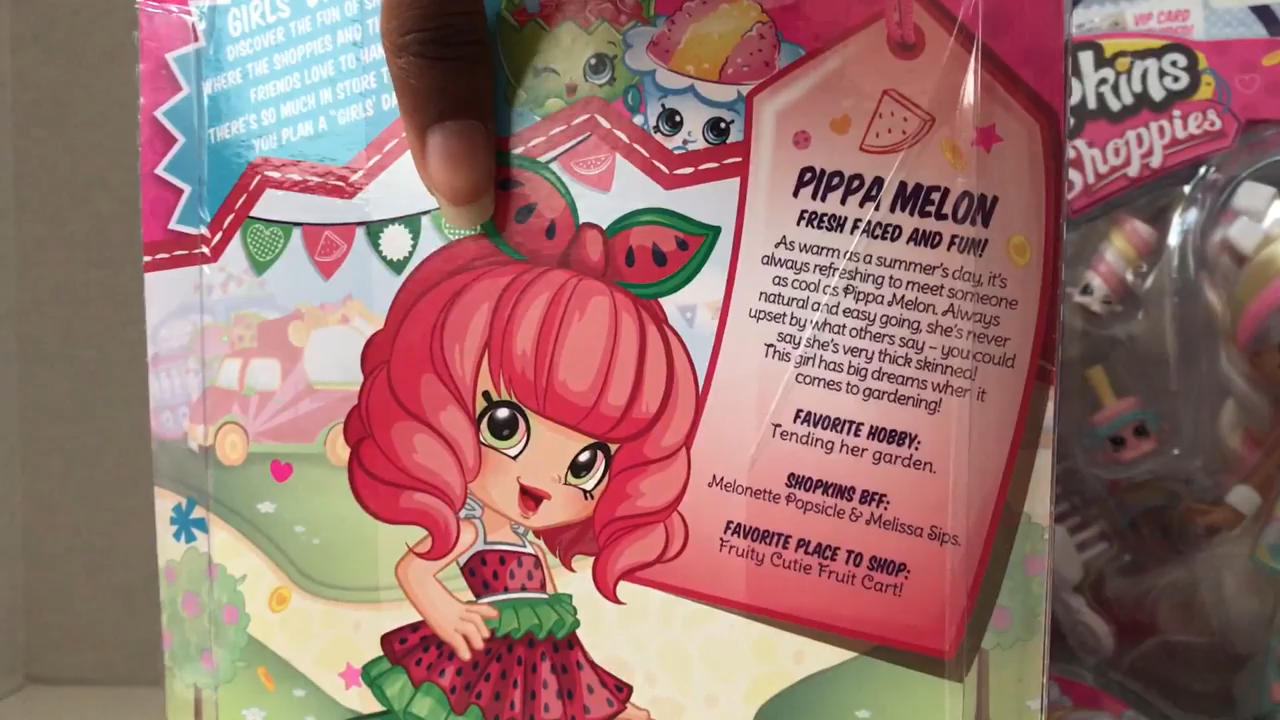 GIRLS'
DISCOVER THE FUN OF
WHERE THE SHOPPIES AND
FRIENDS LOVE TO
THERE'S SO MUCH IN STORE
YOU PLAN A "GIRLS'
PIPPA MELON
FRESH FACED AND FUN!
As warm as a summer's day, it's
always refreshing to meet someone
as cool as Pippa Melon. Always
natural and easy going, she's never
upset by what others say – you could
say she's very thick skinned!
This girl has big dreams when it
comes to gardening!
FAVORITE HOBBY:
Tending her garden.
SHOPKINS BFF:
Melonette Popsicle & Melissa Sips.
FAVORITE PLACE TO SHOP:
Fruity Cutie Fruit Cart!
VIP CARD
pkins
Shoppies